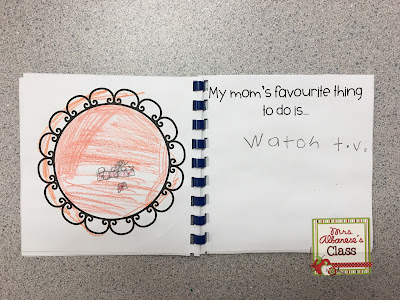 My mom's favourite thing
to do is...
Watch t.v.
Mrs.
Albanese's
Class